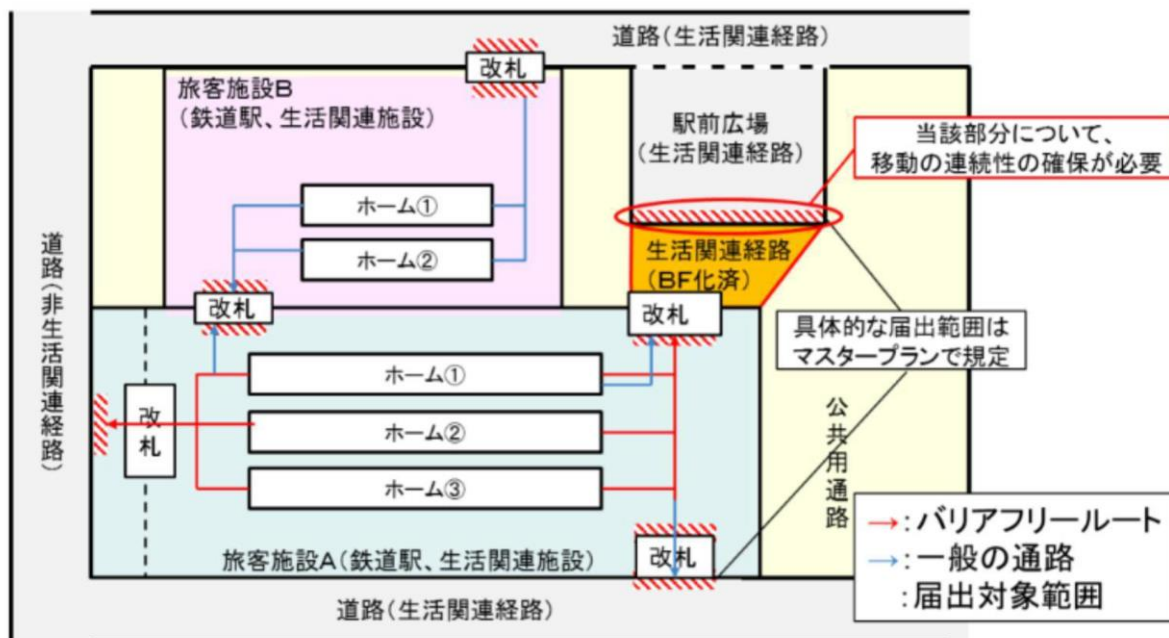 道路(生活関連経路)
改札
旅客施設B
(鉄道駅、生活関連施設)
駅前広場
(生活関連経路)
当該部分について、
移動の連続性の確保が必要
ホーム①
ホーム②
生活関連経路
(BF化済)
道路(非生活関連経路)
改札
改札
具体的な届出範囲は
マスタープランで規定
ホーム①
改札
ホーム②
公共用通路
ホーム③
→:バリアフリールート
→:一般の通路
:届出対象範囲
旅客施設A(鉄道駅、生活関連施設)
改札
道路(生活関連経路)